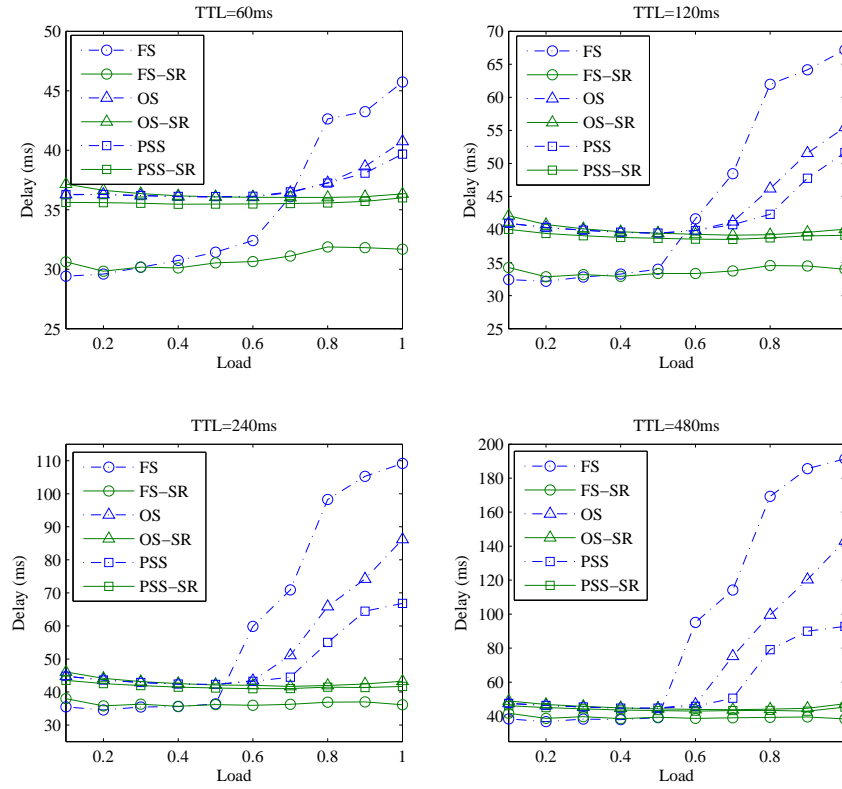 TTL=60ms
50
45
40
35
30
25
Delay (ms)
FS
FS−SR
OS
OS−SR
PSS
PSS−SR
0.2
0.4
0.6
0.8
1
Load
TTL=120ms
70
65
60
55
50
45
40
35
30
25
Delay (ms)
FS
FS−SR
OS
OS−SR
PSS
PSS−SR
0.2
0.4
0.6
0.8
Load
TTL=240ms
110
100
90
80
70
60
50
40
30
Delay (ms)
FS
FS−SR
OS
OS−SR
PSS
PSS−SR
0.2
0.4
0.6
0.8
1
Load
TTL=480ms
200
180
160
140
120
100
80
60
40
Delay (ms)
FS
FS−SR
OS
OS−SR
PSS
PSS−SR
0.2
0.4
0.6
0.8
Load